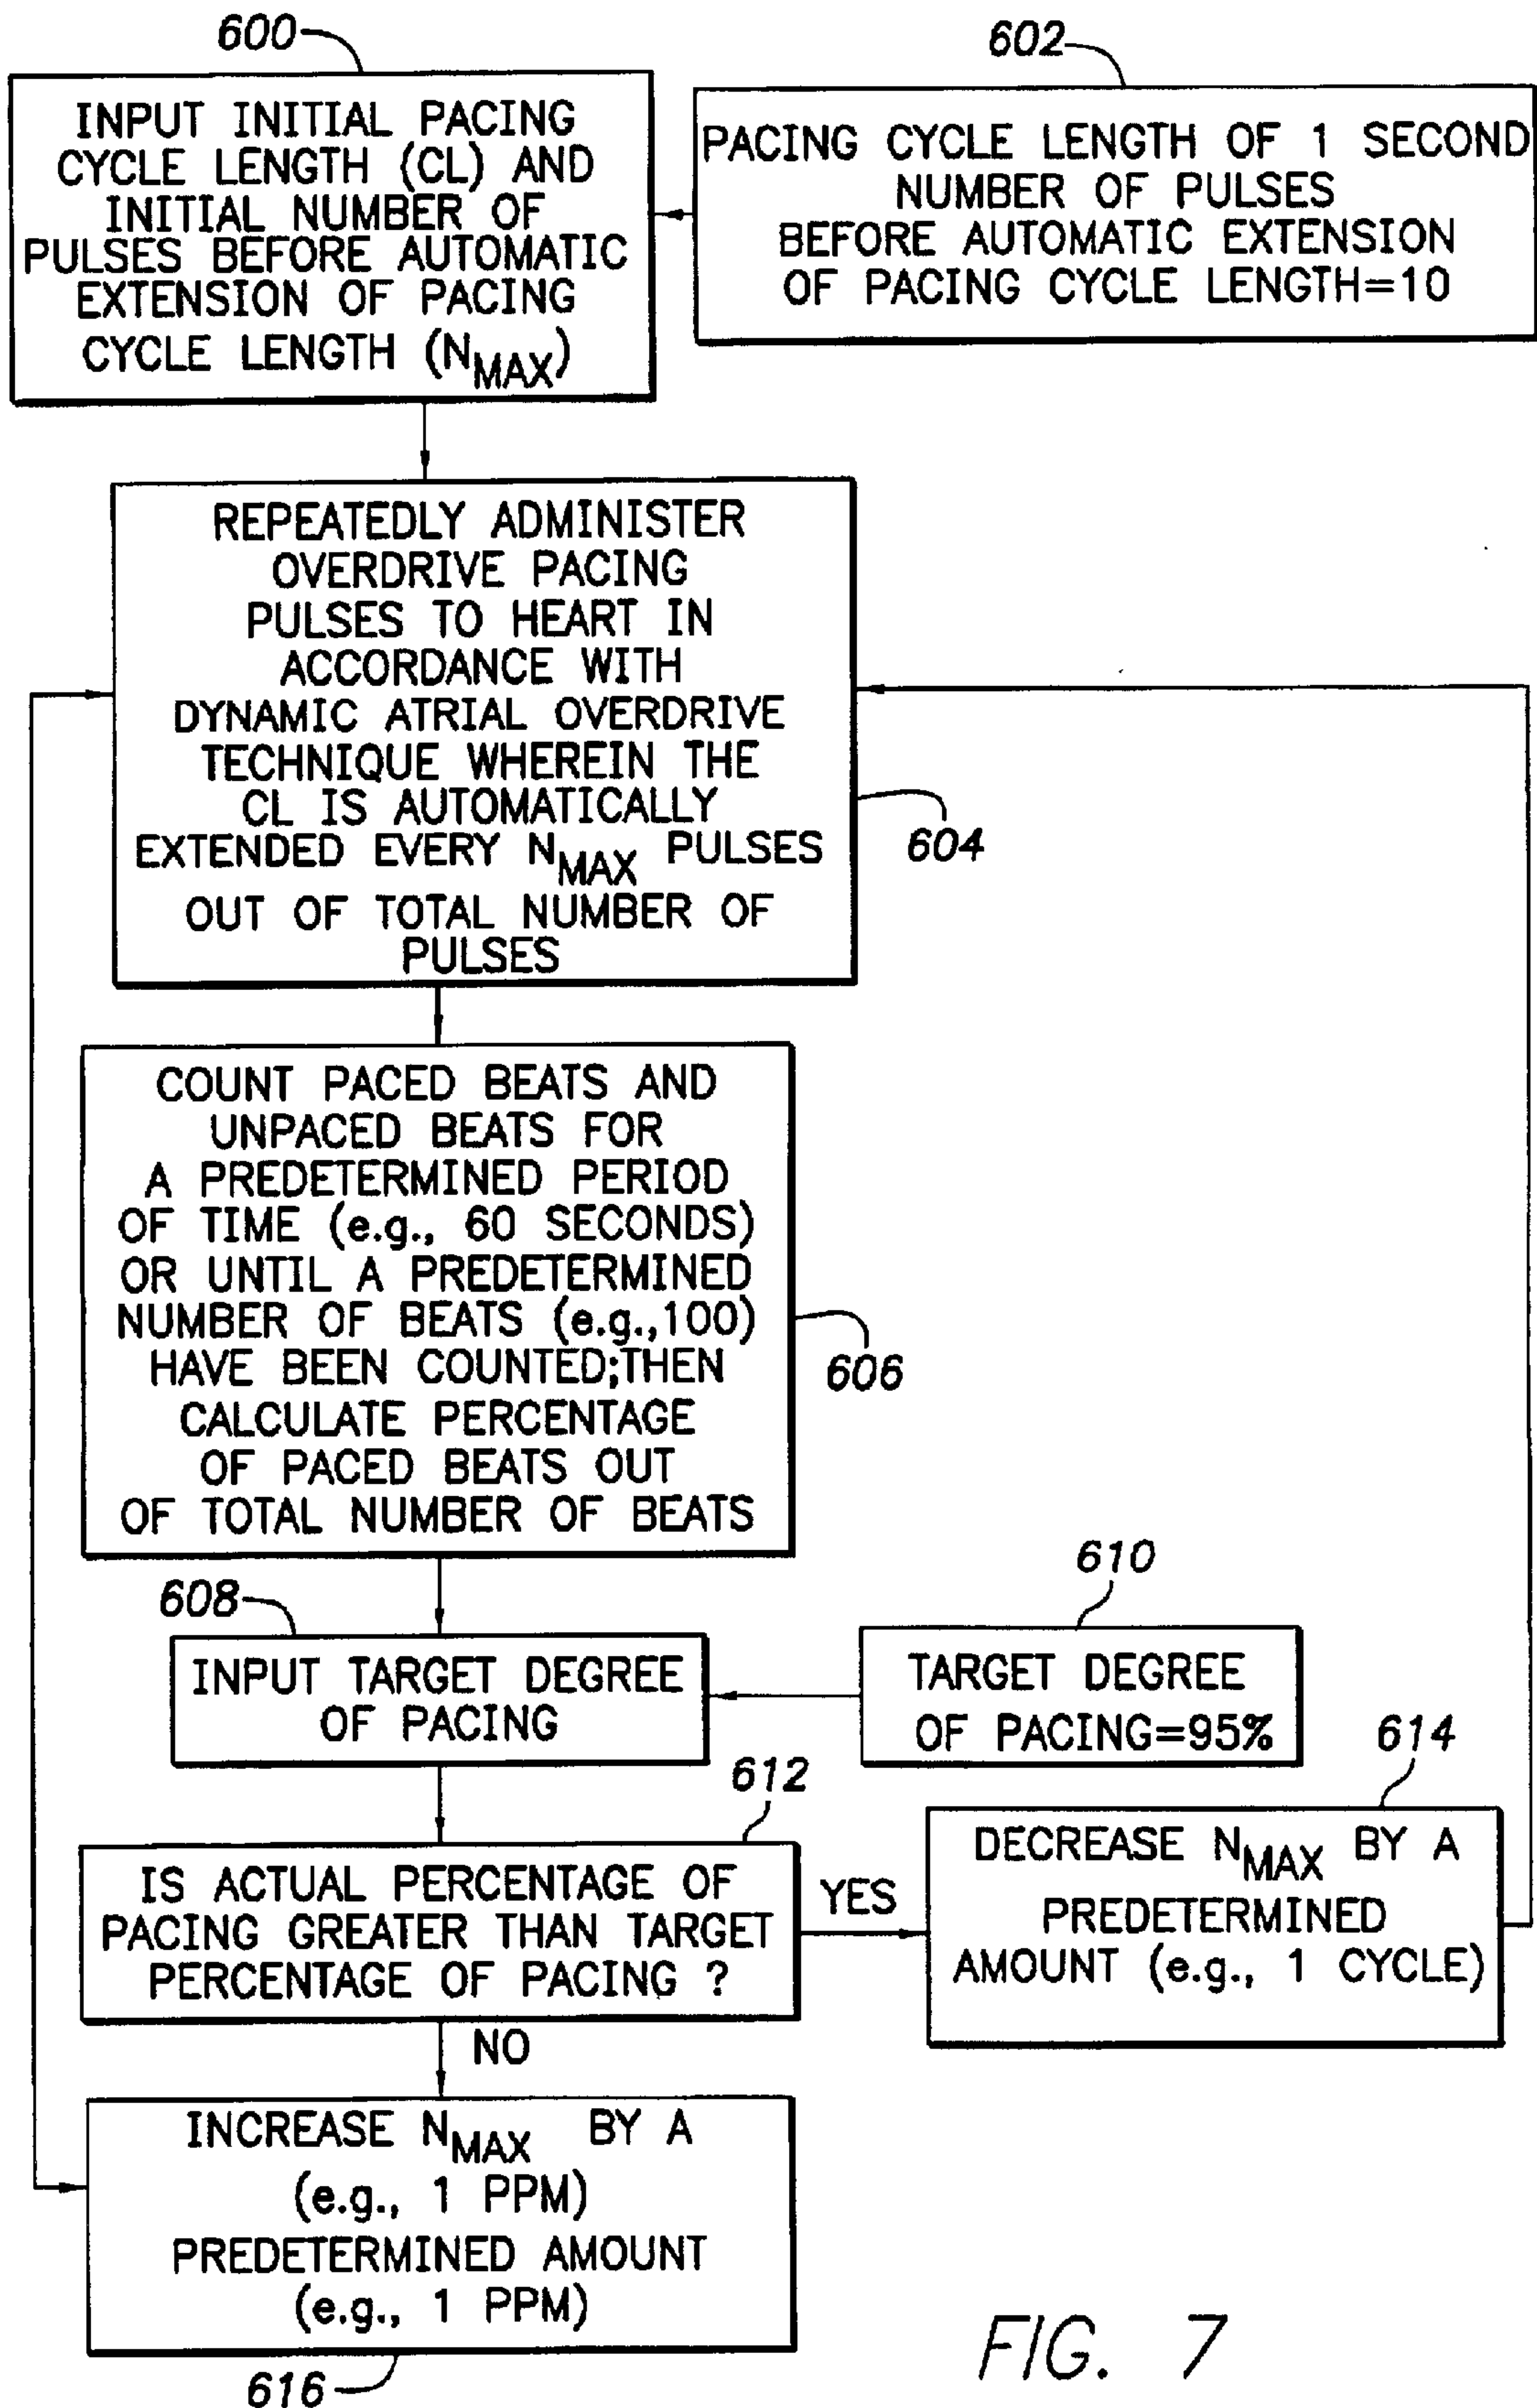 600
INPUT INITIAL PACING
CYCLE LENGTH (CL) AND
INITIAL NUMBER OF
PULSES BEFORE AUTOMATIC
EXTENSION OF PACING
CYCLE LENGTH (NMAX)
602
PACING CYCLE LENGTH OF 1 SECOND
NUMBER OF PULSES
BEFORE AUTOMATIC EXTENSION
OF PACING CYCLE LENGTH=10
REPEATEDLY ADMINISTER
OVERDRIVE PACING
PULSES TO HEART IN
ACCORDANCE WITH
DYNAMIC ATRIAL OVERDRIVE
TECHNIQUE WHEREIN THE
CL IS AUTOMATICALLY
EXTENDED EVERY NMAX PULSES
OUT OF TOTAL NUMBER OF
PULSES
604
COUNT PACED BEATS AND
UNPACED BEATS FOR
A PREDETERMINED PERIOD
OF TIME (e.g., 60 SECONDS)
OR UNTIL A PREDETERMINED
NUMBER OF BEATS (e.g.,100)
HAVE BEEN COUNTED;THEN
CALCULATE PERCENTAGE
OF PACED BEATS OUT
OF TOTAL NUMBER OF BEATS
606
608
INPUT TARGET DEGREE
OF PACING
610
TARGET DEGREE
OF PACING=95%
612
IS ACTUAL PERCENTAGE OF
PACING GREATER THAN TARGET
PERCENTAGE OF PACING ?
YES
614
DECREASE NMAX BY A
PREDETERMINED
AMOUNT (e.g., 1 CYCLE)
NO
INCREASE NMAX BY A
(e.g., 1 PPM)
PREDETERMINED AMOUNT
(e.g., 1 PPM)
616
FIG. 7